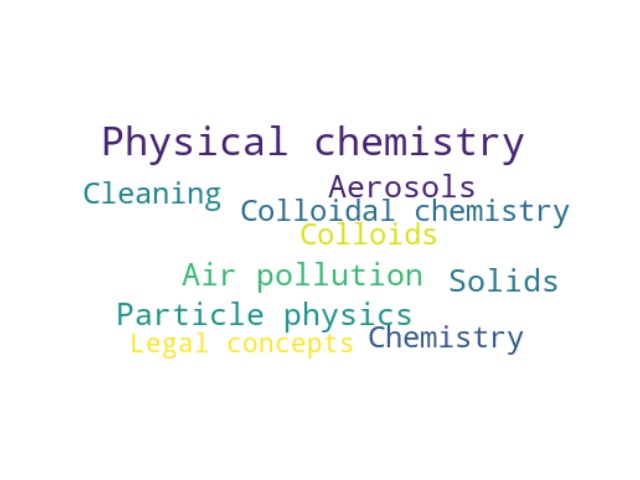 Physical chemistry
Cleaning
Aerosols
Colloidal chemistry
Colloids
Air pollution
Solids
Particle physics
Chemistry
Legal concepts